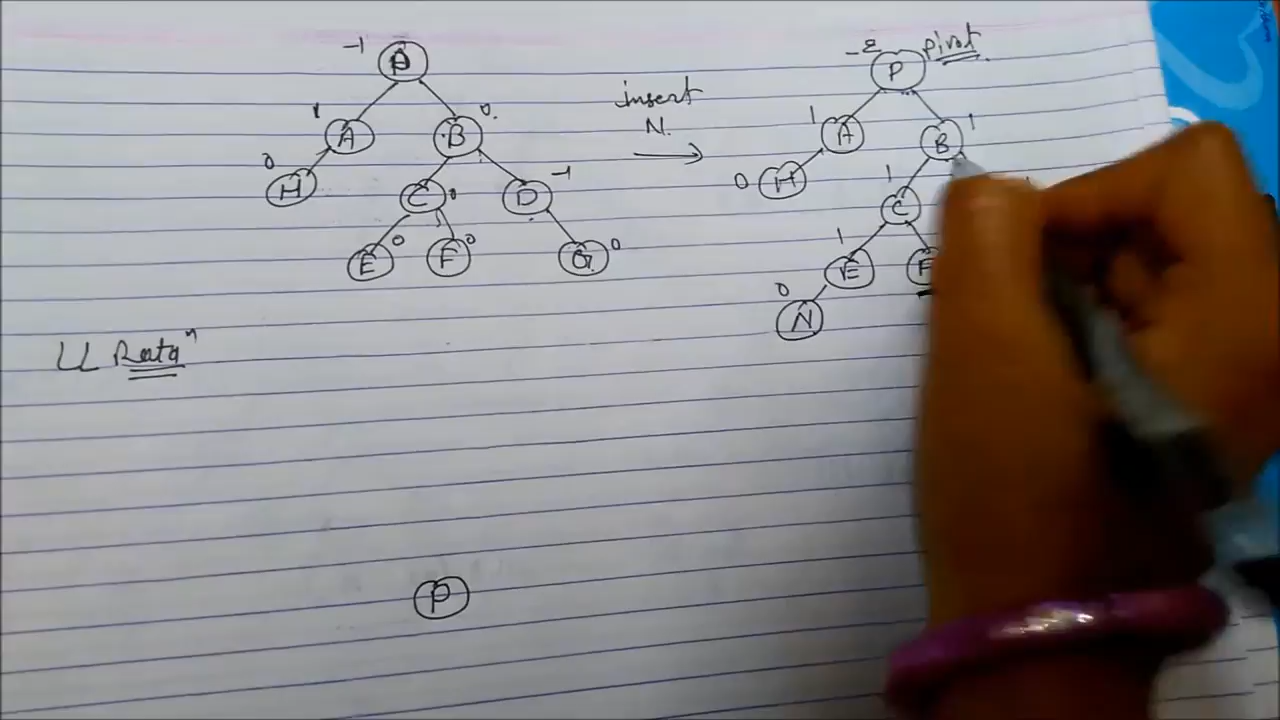 -1 P
1 A B 0.
0 H C 0 D -1
E 0 F 0 G 0
insert
N.
-2 P pivot
1 A B 1
0 H 1 C
1 E F
0 N
LL Rotaⁿ
P